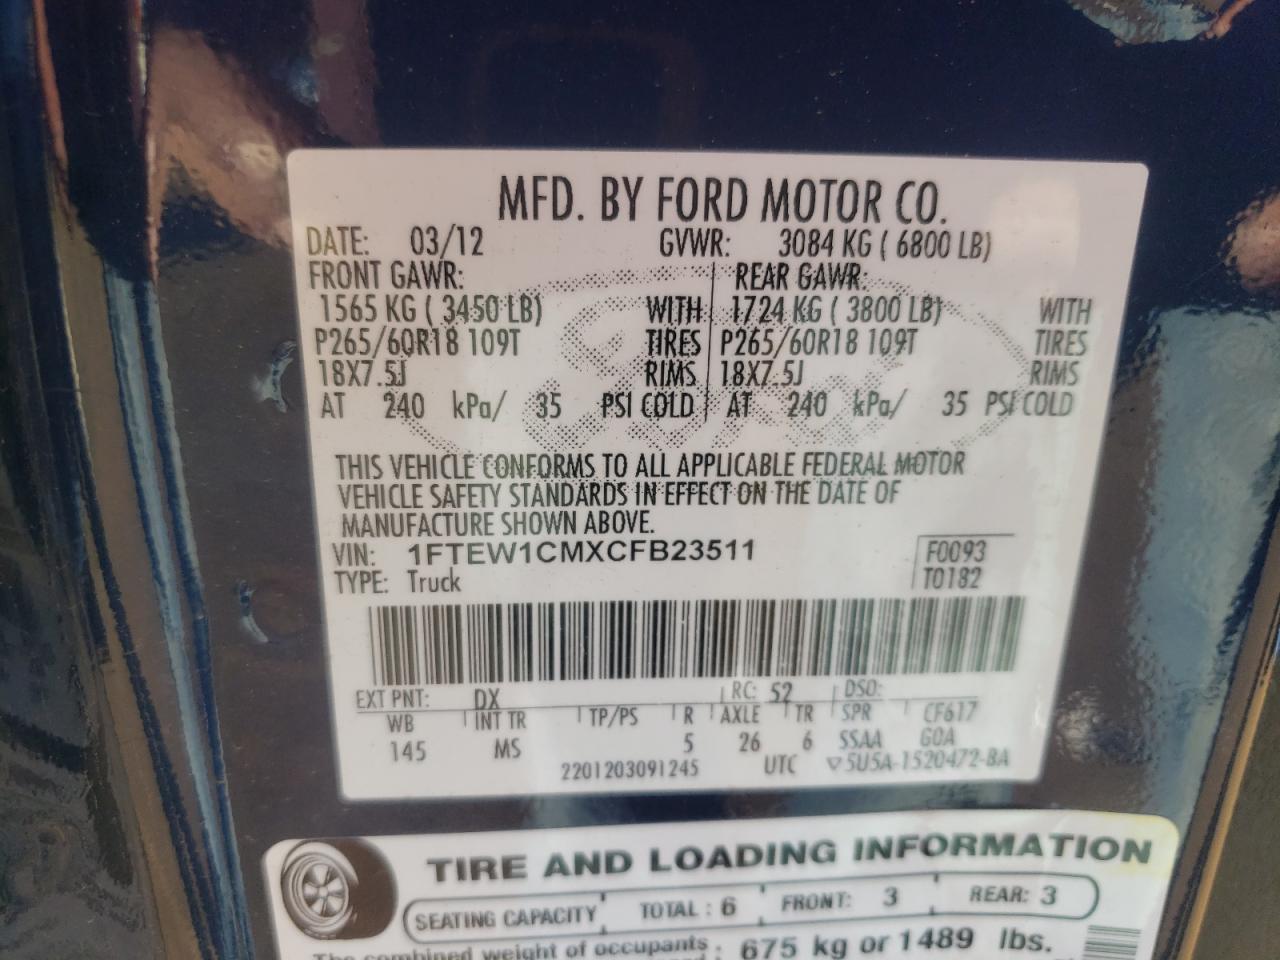 MFD. BY FORD MOTOR CO.
DATE: 03/12 GVWR: 3084 KG ( 6800 LB)
FRONT GAWR: REAR GAWR:
1565 KG ( 3450 LB) WITH 1724 KG ( 3800 LB) WITH
P265/60R18 109T TIRES P265/60R18 109T TIRES
18X7.5J RIMS 18X7.5J RIMS
AT 240 kPa/ 35 PSI COLD AT 240 kPa/ 35 PSI COLD
THIS VEHICLE CONFORMS TO ALL APPLICABLE FEDERAL MOTOR
VEHICLE SAFETY STANDARDS IN EFFECT ON THE DATE OF
MANUFACTURE SHOWN ABOVE.
VIN: 1FTEW1CMXCFB23511 F0093
TYPE: Truck T0182
EXT PNT: DX RC: 52 DSO:
WB INT TR TP/PS R AXLE TR SPR CF617
145 MS 5 26 6 SSAA GOA
2201203091245 UTC ▽5U5A-1520472-BA
TIRE AND LOADING INFORMATION
SEATING CAPACITY TOTAL : 6 FRONT: 3 REAR: 3
The combined weight of occupants 675 kg or 1489 lbs.